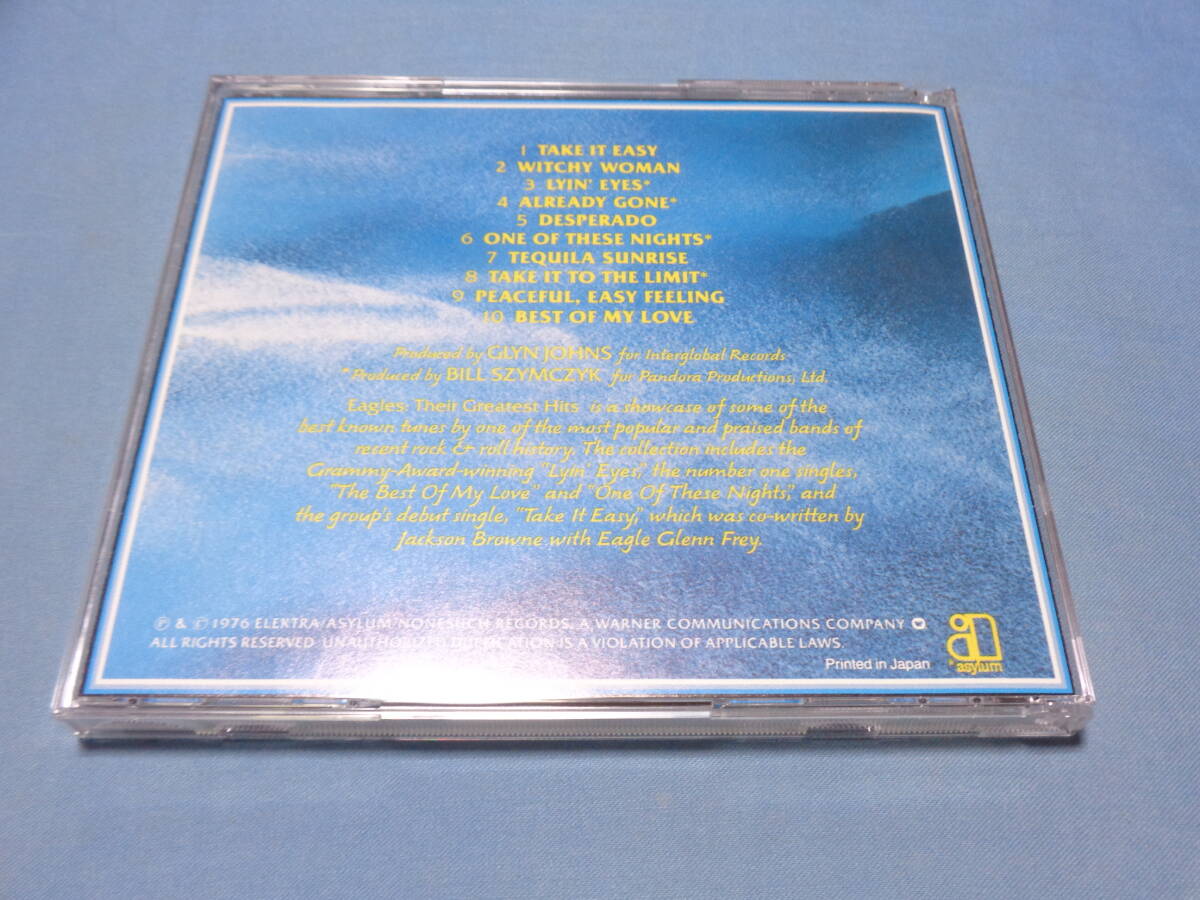 1 TAKE IT EASY
2 WITCHY WOMAN
3 LYIN' EYES*
4 ALREADY GONE*
5 DESPERADO
6 ONE OF THESE NIGHTS*
7 TEQUILA SUNRISE
8 TAKE IT TO THE LIMIT*
9 PEACEFUL, EASY FEELING
10 BEST OF MY LOVE
Produced by GLYN JOHNS for Interglobal Records
*Produced by BILL SZYMCZYK for Pandora Productions, Ltd.
Eagles: Their Greatest Hits is a showcase of some of the
best known tunes by one of the most popular and praised bands of
recent rock & roll history. The collection includes the
Grammy-Award-winning "Lyin' Eyes," the number one singles,
"The Best Of My Love" and "One Of These Nights," and
the group's debut single, "Take It Easy," which was co-written by
Jackson Browne with Eagle Glenn Frey.
℗ & © 1976 ELEKTRA/ASYLUM/NONESUCH RECORDS, A WARNER COMMUNICATIONS COMPANY
ALL RIGHTS RESERVED. UNAUTHORIZED DUPLICATION IS A VIOLATION OF APPLICABLE LAWS.
Printed in Japan
asylum